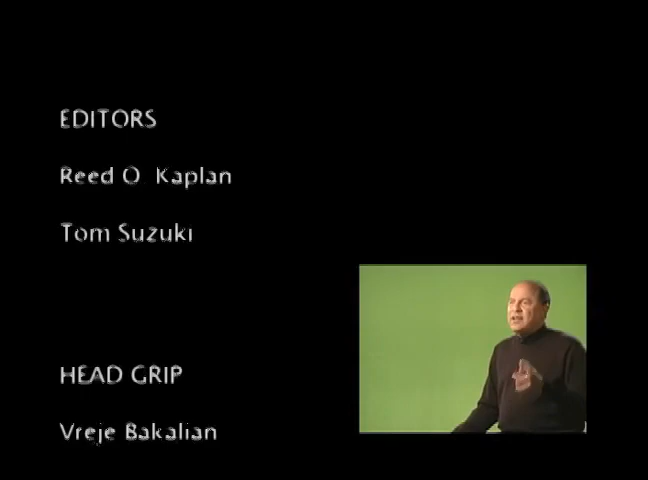 EDITORS
Reed O. Kaplan
Tom Suzuki
HEAD GRIP
Vreje Bakalian